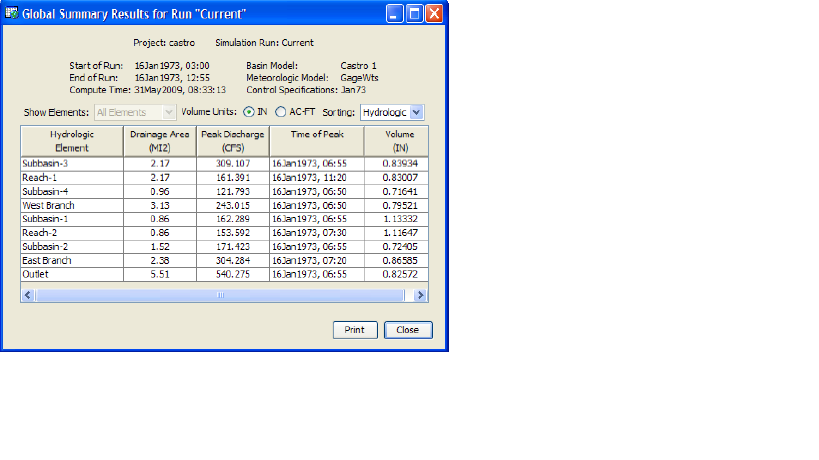 Global Summary Results for Run "Current"
Project: castro Simulation Run: Current
Start of Run: 16Jan1973, 03:00 Basin Model: Castro 1
End of Run: 16Jan1973, 12:55 Meteorologic Model: GageWts
Compute Time: 31May2009, 08:33:13 Control Specifications: Jan73
Show Elements: All Elements Volume Units: IN AC-FT Sorting: Hydrologic
Hydrologic Drainage Area Peak Discharge Time of Peak Volume
Element (MI2) (CFS) (IN)
Subbasin-3 2.17 309.107 16Jan1973, 06:55 0.83934
Reach-1 2.17 161.391 16Jan1973, 11:20 0.83007
Subbasin-4 0.96 121.793 16Jan1973, 06:50 0.71641
West Branch 3.13 243.015 16Jan1973, 06:50 0.79521
Subbasin-1 0.86 162.289 16Jan1973, 06:55 1.13332
Reach-2 0.86 153.592 16Jan1973, 07:30 1.11647
Subbasin-2 1.52 171.423 16Jan1973, 06:55 0.72405
East Branch 2.38 304.284 16Jan1973, 07:20 0.86585
Outlet 5.51 540.275 16Jan1973, 06:55 0.82572
Print Close